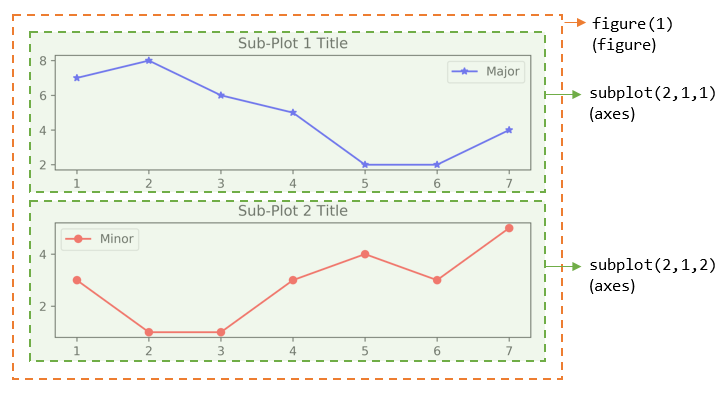 Sub-Plot 1 Title
8
6
4
2
Major
1 2 3 4 5 6 7
Sub-Plot 2 Title
Minor
4
2
1 2 3 4 5 6 7
figure(1)
(figure)
subplot(2,1,1)
(axes)
subplot(2,1,2)
(axes)